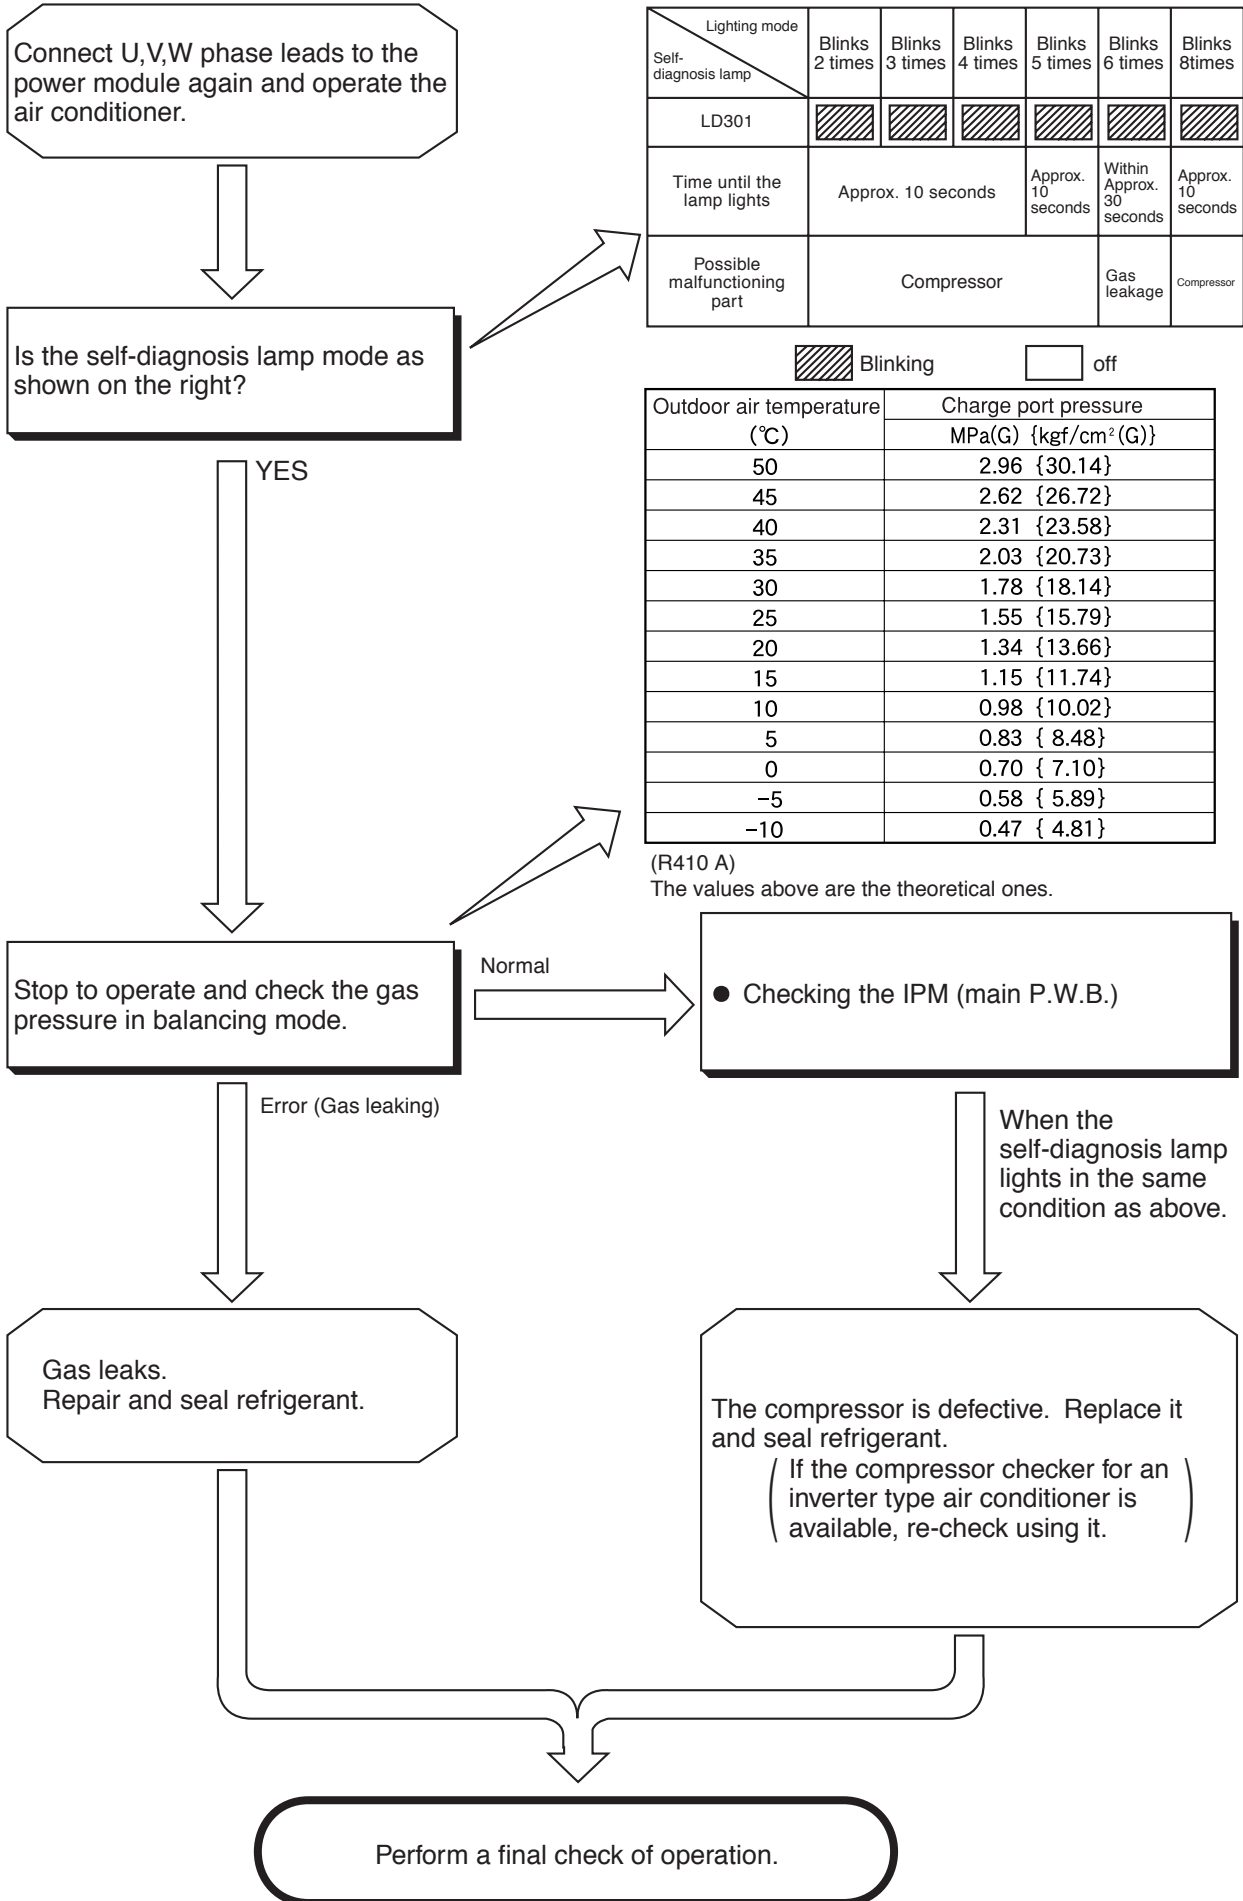 Connect U,V,W phase leads to the
power module again and operate the
air conditioner.
Lighting mode
Self-
diagnosis lamp
Blinks
2 times
Blinks
3 times
Blinks
4 times
Blinks
5 times
Blinks
6 times
Blinks
8times
LD301
Time until the
lamp lights
Approx. 10 seconds
Approx.
10
seconds
Within
Approx.
30
seconds
Approx.
10
seconds
Possible
malfunctioning
part
Compressor
Gas
leakage
Compressor
Blinking
off
Is the self-diagnosis lamp mode as
shown on the right?
YES
Outdoor air temperature
(℃)
Charge port pressure
MPa(G) {kgf/cm²(G)}
50 2.96 {30.14}
45 2.62 {26.72}
40 2.31 {23.58}
35 2.03 {20.73}
30 1.78 {18.14}
25 1.55 {15.79}
20 1.34 {13.66}
15 1.15 {11.74}
10 0.98 {10.02}
5 0.83 { 8.48}
0 0.70 { 7.10}
−5 0.58 { 5.89}
−10 0.47 { 4.81}
(R410 A)
The values above are the theoretical ones.
Stop to operate and check the gas
pressure in balancing mode.
Normal
● Checking the IPM (main P.W.B.)
Error (Gas leaking)
When the
self-diagnosis lamp
lights in the same
condition as above.
Gas leaks.
Repair and seal refrigerant.
The compressor is defective. Replace it
and seal refrigerant.
( If the compressor checker for an
inverter type air conditioner is
available, re-check using it. )
Perform a final check of operation.